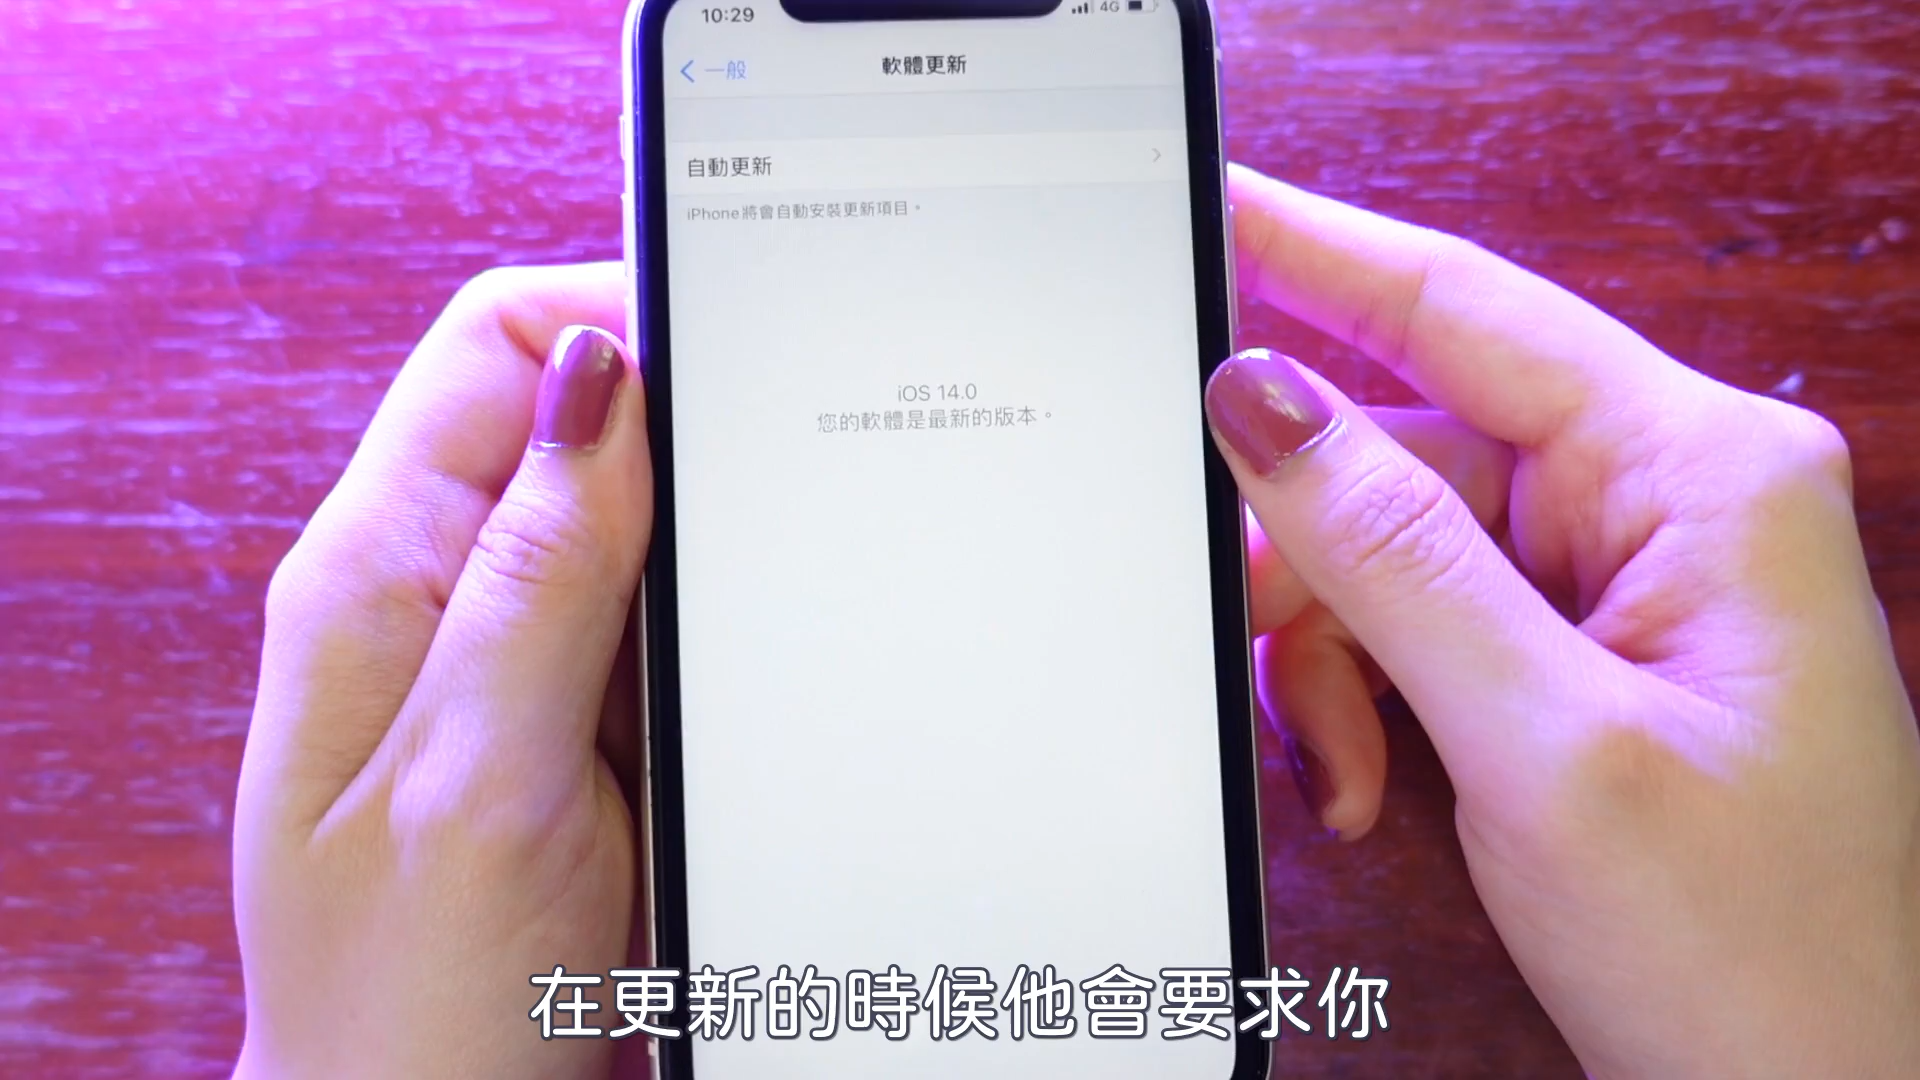 10:29
4G
一般
軟體更新
自動更新
iPhone將會自動安裝更新項目。
iOS 14.0
您的軟體是最新的版本。
在更新的時候他會要求你